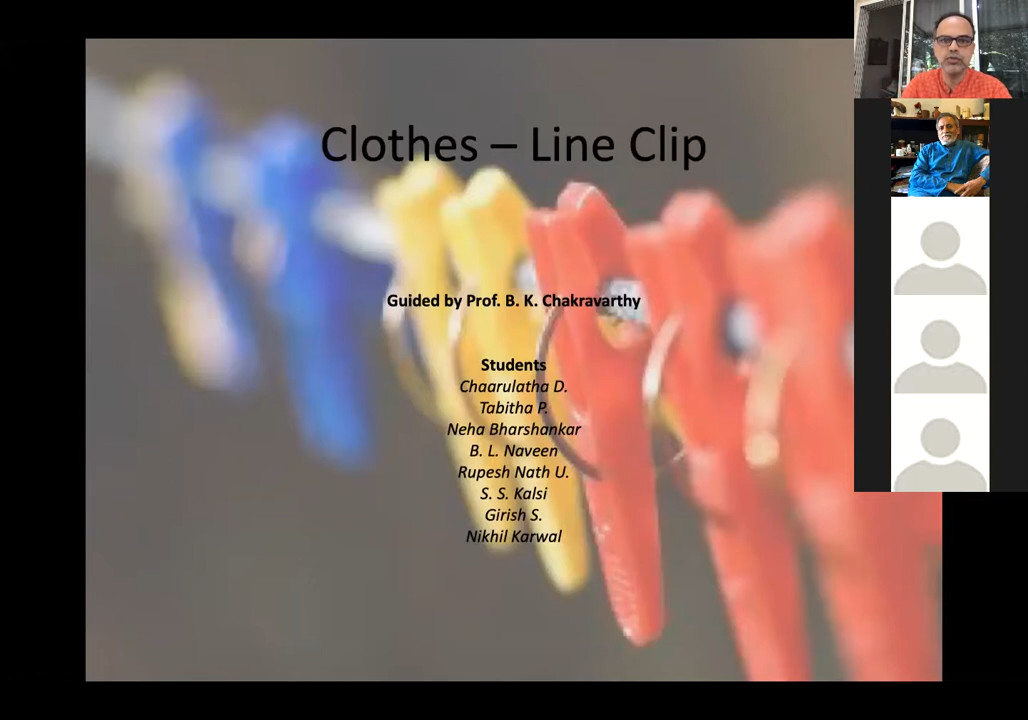 Clothes – Line Clip
Guided by Prof. B. K. Chakravarthy
Students
Chaarulatha D.
Tabitha P.
Neha Bharshankar
B. L. Naveen
Rupesh Nath U.
S. S. Kalsi
Girish S.
Nikhil Karwal